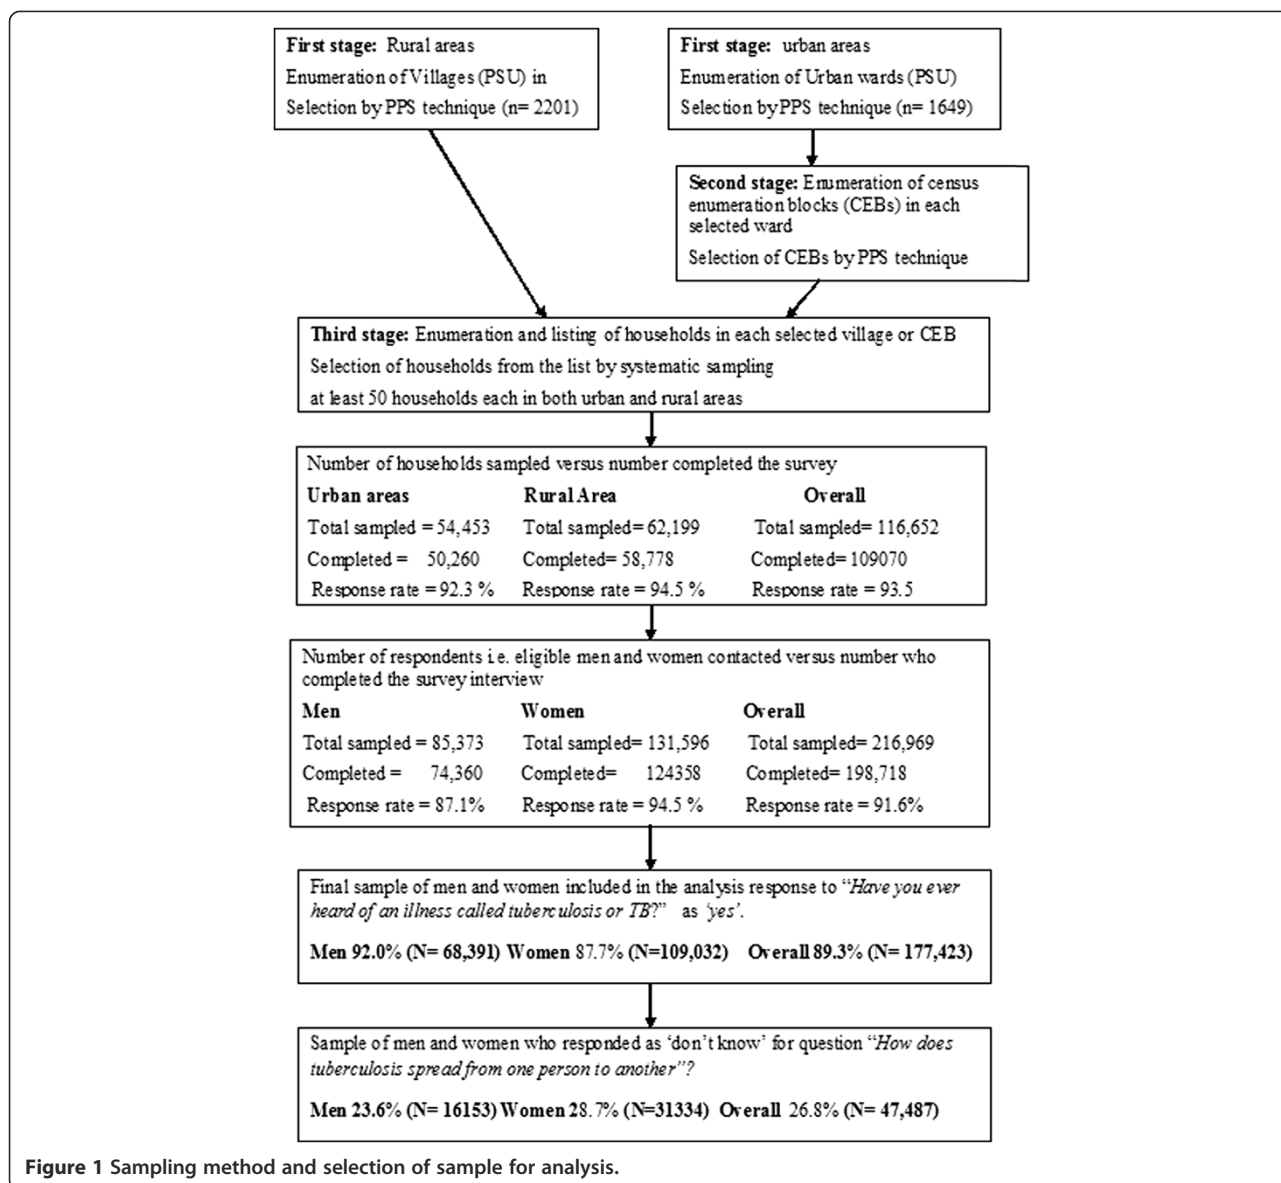 First stage: Rural areas
Enumeration of Villages (PSU) in
Selection by PPS technique (n= 2201)
First stage: urban areas
Enumeration of Urban wards (PSU)
Selection by PPS technique (n= 1649)
Second stage: Enumeration of census
enumeration blocks (CEBs) in each
selected ward
Selection of CEBs by PPS technique
Third stage: Enumeration and listing of households in each selected village or CEB
Selection of households from the list by systematic sampling
at least 50 households each in both urban and rural areas
Number of households sampled versus number completed the survey
Urban areas Rural Area Overall
Total sampled = 54,453 Total sampled= 62,199 Total sampled= 116,652
Completed = 50,260 Completed= 58,778 Completed= 109070
Response rate = 92.3 % Response rate = 94.5 % Response rate = 93.5
Number of respondents i.e. eligible men and women contacted versus number who
completed the survey interview
Men Women Overall
Total sampled = 85,373 Total sampled= 131,596 Total sampled= 216,969
Completed = 74,360 Completed= 124358 Completed= 198,718
Response rate = 87.1% Response rate = 94.5 % Response rate = 91.6%
Final sample of men and women included in the analysis response to “Have you ever
heard of an illness called tuberculosis or TB?” as ‘yes’.
Men 92.0% (N= 68,391) Women 87.7% (N=109,032) Overall 89.3% (N= 177,423)
Sample of men and women who responded as ‘don’t know’ for question “How does
tuberculosis spread from one person to another”?
Men 23.6% (N= 16153) Women 28.7% (N=31334) Overall 26.8% (N= 47,487)
Figure 1 Sampling method and selection of sample for analysis.